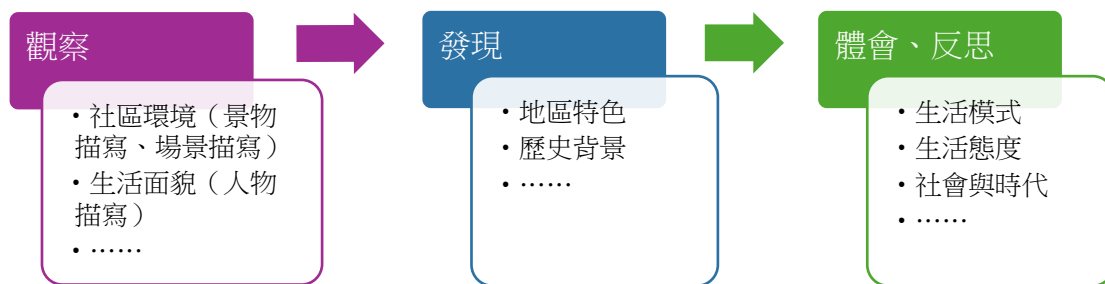 觀察
• 社區環境（景物
描寫、場景描寫）
• 生活面貌（人物
描寫）
• ……
發現
• 地區特色
• 歷史背景
• ……
體會、反思
• 生活模式
• 生活態度
• 社會與時代
• ……